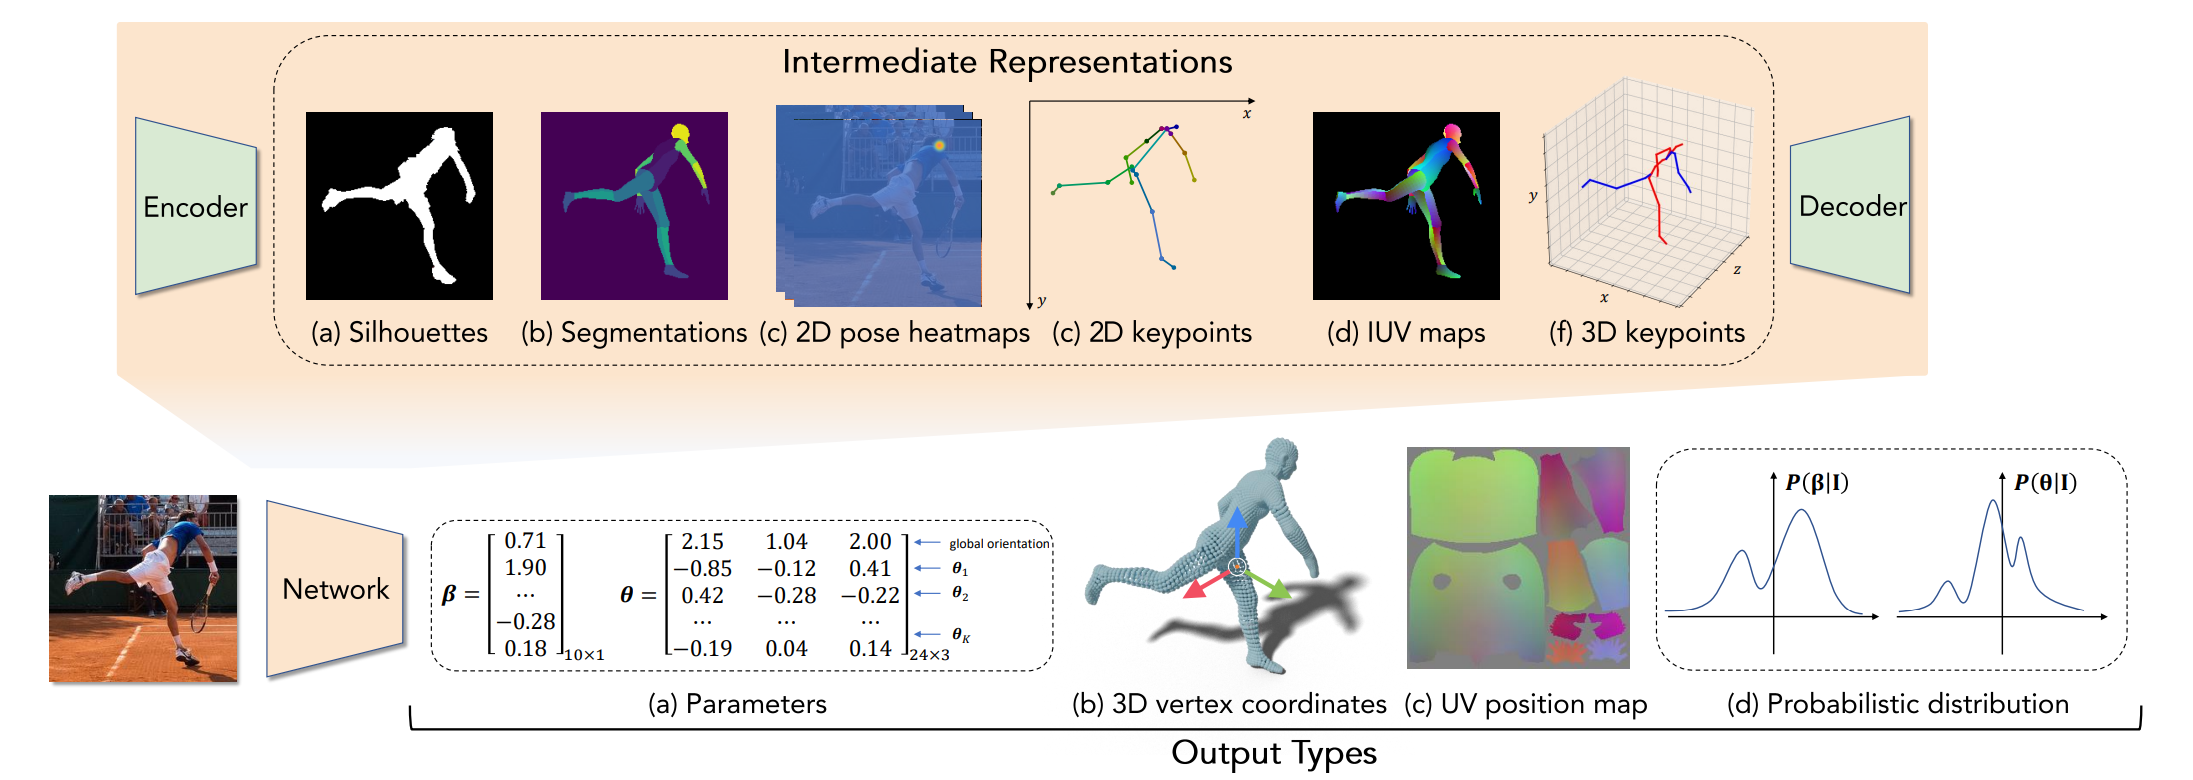 Intermediate Representations
Encoder
Decoder
x
y
y
x
z
(a) Silhouettes
(b) Segmentations
(c) 2D pose heatmaps
(c) 2D keypoints
(d) IUV maps
(f) 3D keypoints
Network
β =
0.71
1.90
...
−0.28
0.18
10×1
θ =
2.15 1.04 2.00
−0.85 −0.12 0.41
0.42 −0.28 −0.22
... ... ...
−0.19 0.04 0.14
24×3
global orientation
θ₁
θ₂
θ_K
P(β|I)
P(θ|I)
(a) Parameters
(b) 3D vertex coordinates
(c) UV position map
(d) Probabilistic distribution
Output Types